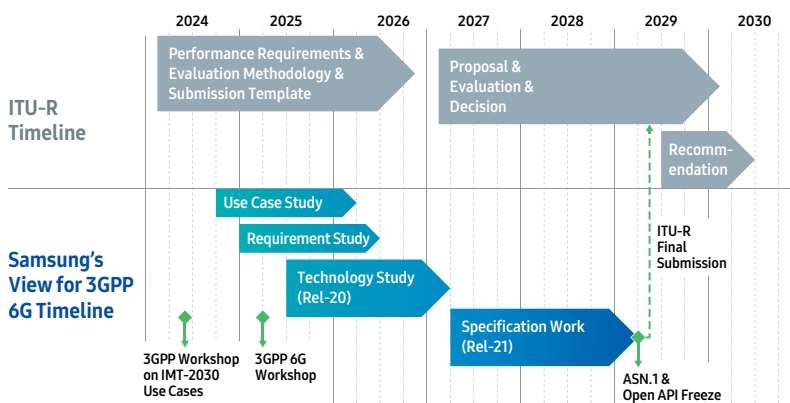 2024 2025 2026 2027 2028 2029 2030
ITU-R
Timeline
Performance Requirements &
Evaluation Methodology &
Submission Template
Proposal &
Evaluation &
Decision
Recomm-
endation
Samsung's
View for 3GPP
6G Timeline
Use Case Study
Requirement Study
Technology Study
(Rel-20)
Specification Work
(Rel-21)
ITU-R
Final
Submission
3GPP Workshop
on IMT-2030
Use Cases
3GPP 6G
Workshop
ASN.1 &
Open API Freeze